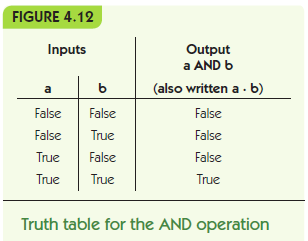 FIGURE 4.12
Inputs Output
a AND b
a b (also written a · b)
False False False
False True False
True False False
True True True
Truth table for the AND operation